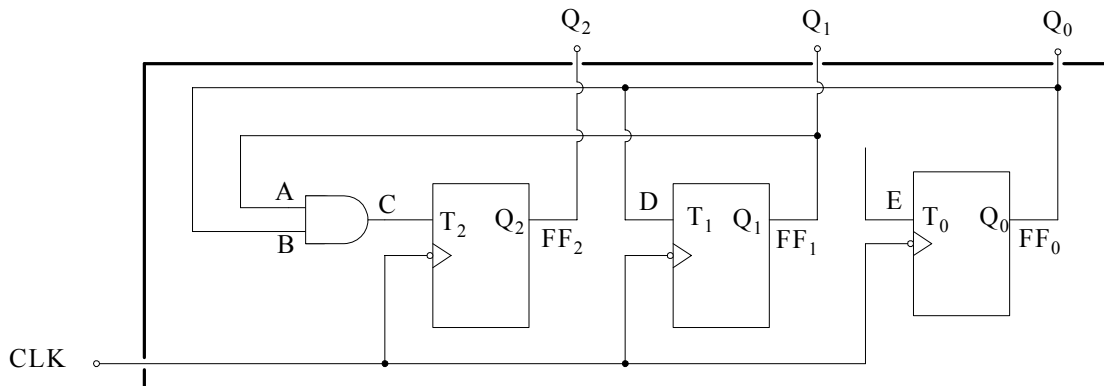 Q₂ Q₁ Q₀
A C T₂ Q₂ FF₂
B
D T₁ Q₁ FF₁
E T₀ Q₀ FF₀
CLK